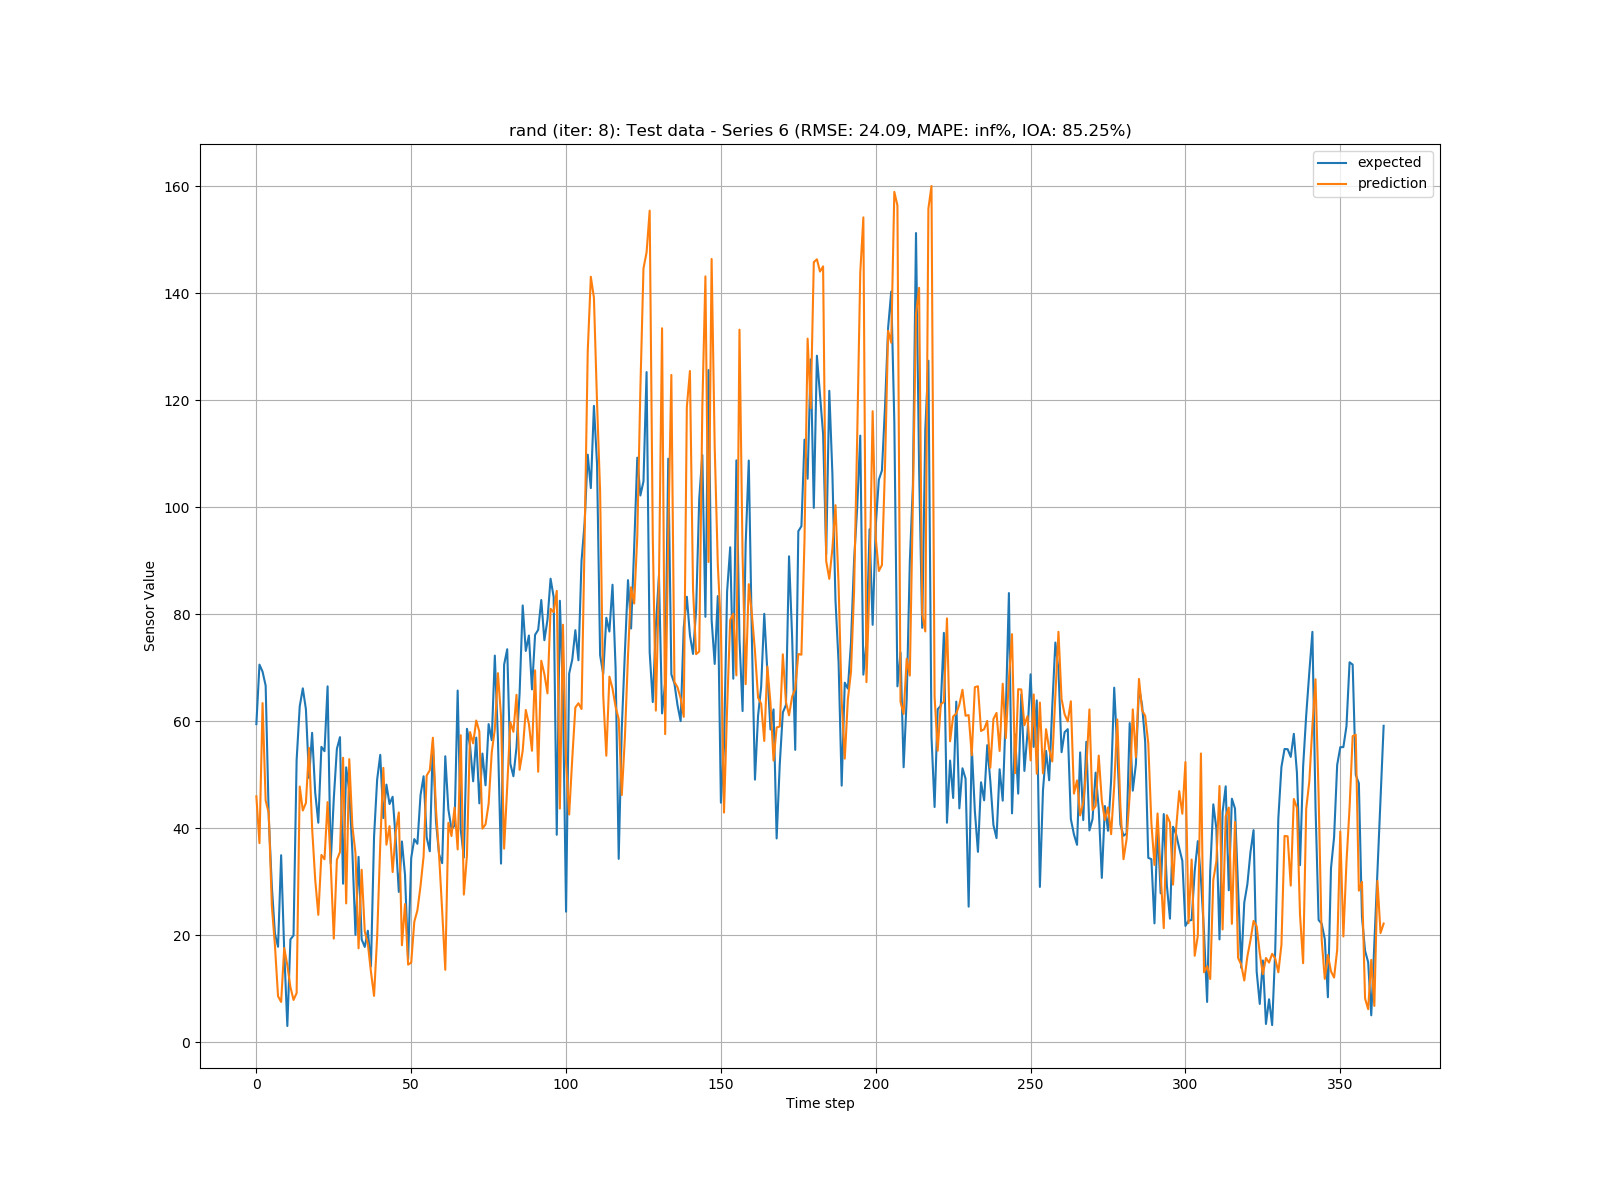 rand (iter: 8): Test data - Series 6 (RMSE: 24.09, MAPE: inf%, IOA: 85.25%)
expected
prediction
160
140
120
100
80
60
40
20
0
Sensor Value
0 50 100 150 200 250 300 350
Time step